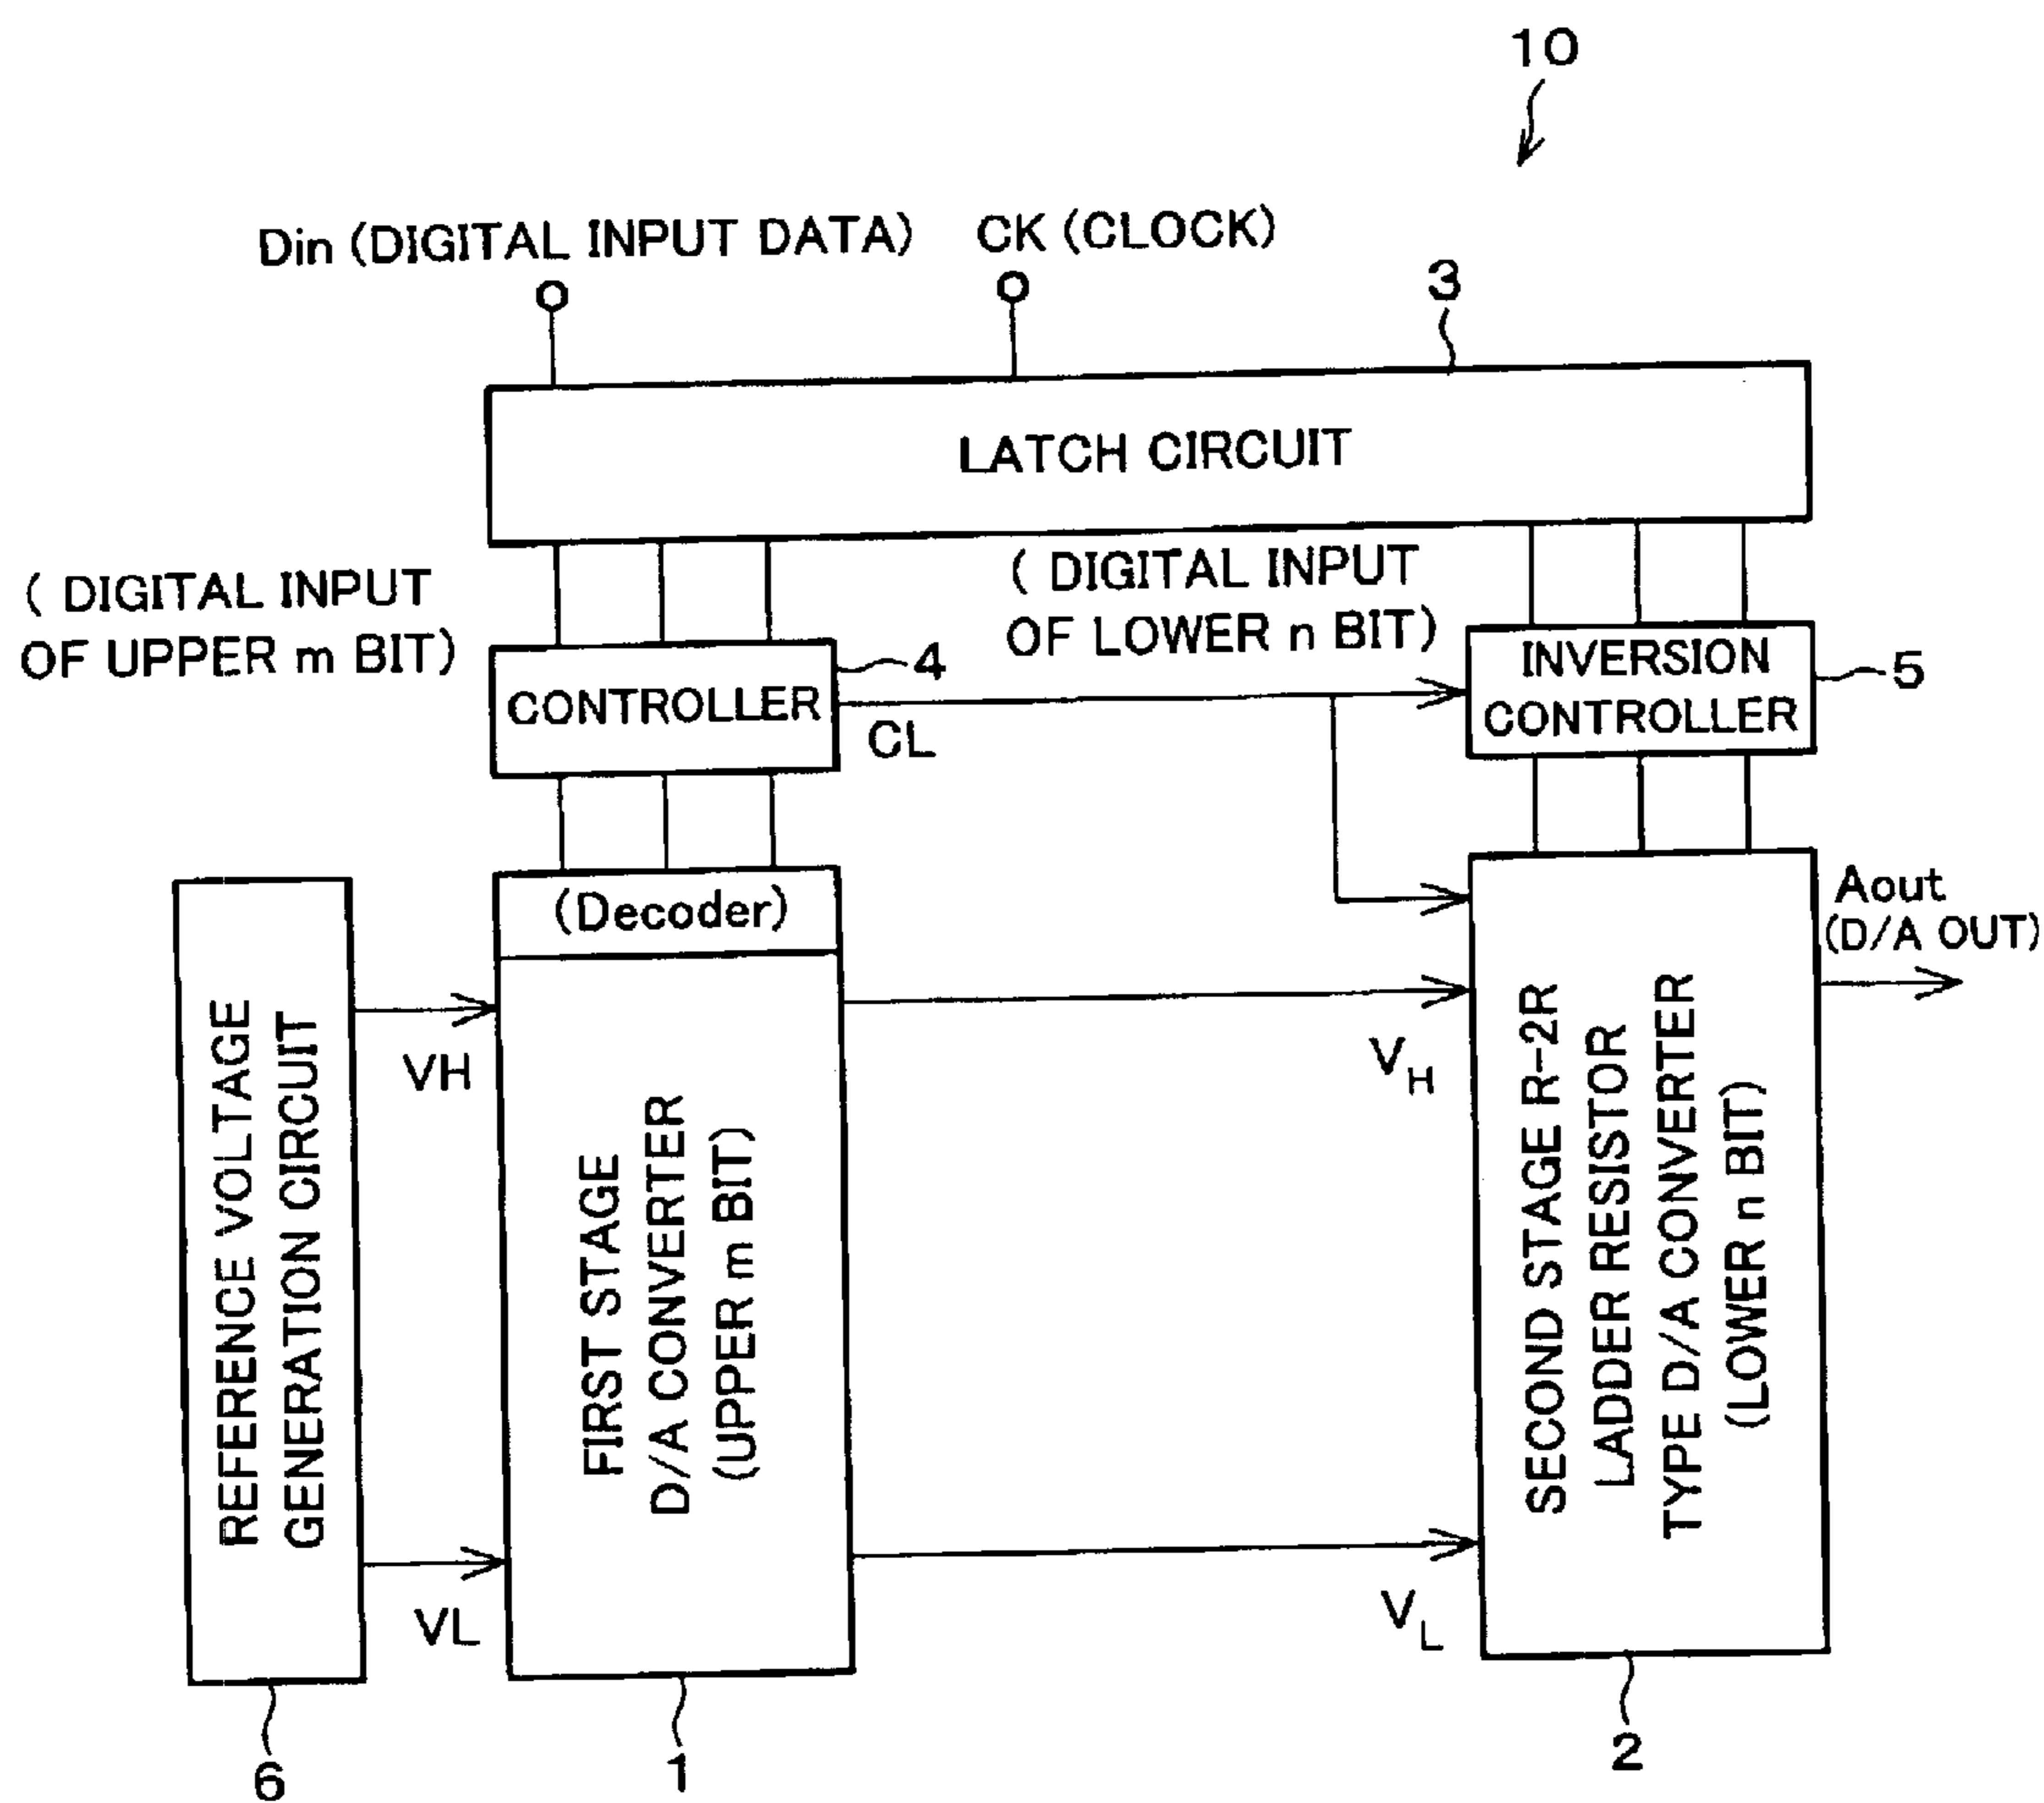 10
Din (DIGITAL INPUT DATA)
CK (CLOCK)
3
LATCH CIRCUIT
( DIGITAL INPUT
OF UPPER m BIT)
( DIGITAL INPUT
OF LOWER n BIT)
CONTROLLER
4
CL
INVERSION
CONTROLLER
5
(Decoder)
Aout
(D/A OUT)
REFERENCE VOLTAGE
GENERATION CIRCUIT
VH
VL
FIRST STAGE
D/A CONVERTER
(UPPER m BIT)
VH
VL
SECOND STAGE R-2R
LADDER RESISTOR
TYPE D/A CONVERTER
(LOWER n BIT)
6
1
2